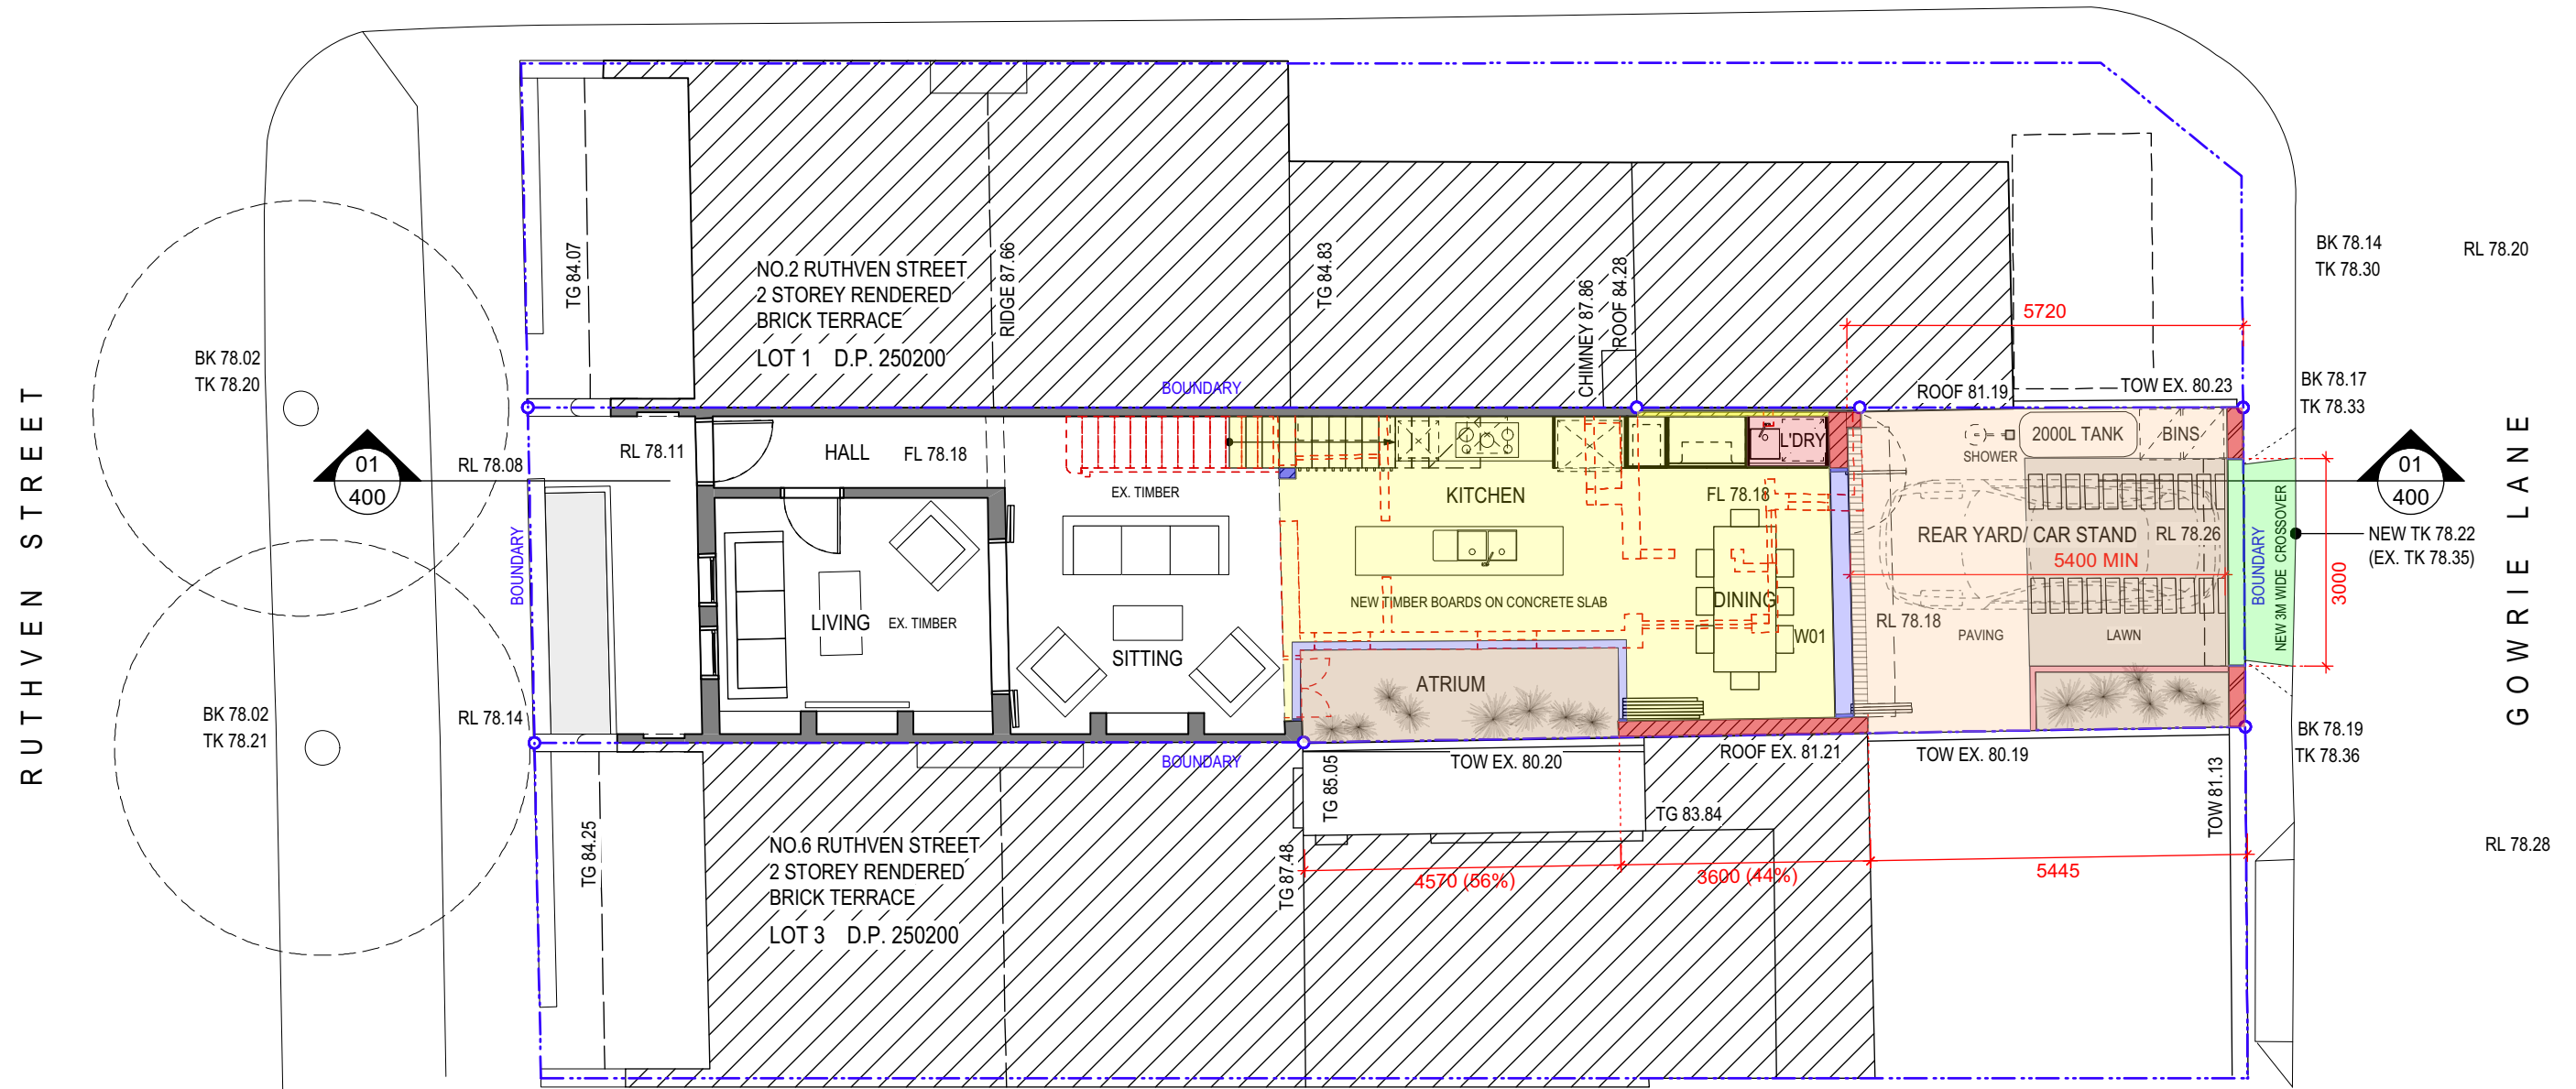 RUTHVEN STREET
BK 78.02
TK 78.20
BK 78.02
TK 78.21
01
400
RL 78.08
RL 78.14
BOUNDARY
TG 84.07
NO.2 RUTHVEN STREET
2 STOREY RENDERED
BRICK TERRACE
LOT 1 D.P. 250200
RIDGE 87.66
TG 84.83
CHIMNEY 87.86
ROOF 84.28
BOUNDARY
5720
ROOF 81.19
TOW EX. 80.23
RL 78.11
HALL
FL 78.18
EX. TIMBER
LIVING
EX. TIMBER
SITTING
KITCHEN
FL 78.18
L'DRY
NEW TIMBER BOARDS ON CONCRETE SLAB
DINING
W01
ATRIUM
SHOWER
2000L TANK
BINS
REAR YARD/ CAR STAND
RL 78.26
5400 MIN
RL 78.18
PAVING
LAWN
BOUNDARY
NEW 3M WIDE CROSSOVER
3000
BOUNDARY
TG 85.05
TOW EX. 80.20
ROOF EX. 81.21
TOW EX. 80.19
TG 83.84
TOW 81.13
TG 84.25
NO.6 RUTHVEN STREET
2 STOREY RENDERED
BRICK TERRACE
LOT 3 D.P. 250200
TG 87.48
4570 (56%)
3600 (44%)
5445
BK 78.14
TK 78.30
RL 78.20
BK 78.17
TK 78.33
01
400
NEW TK 78.22
(EX. TK 78.35)
BK 78.19
TK 78.36
RL 78.28
GOWRIE LANE